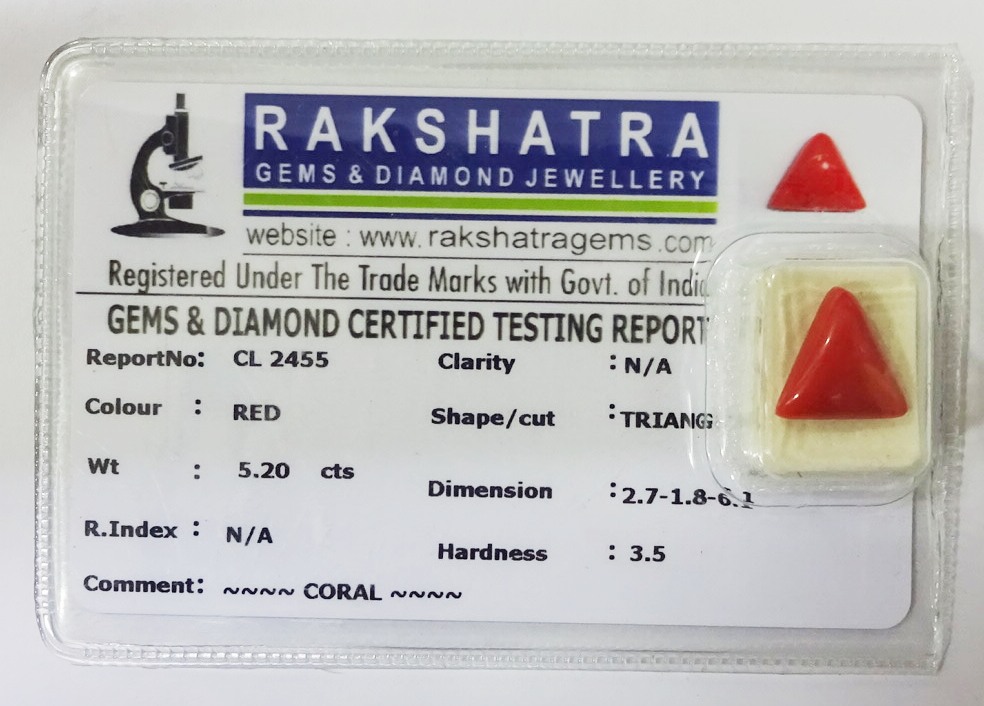 RAKSHATRA
GEMS & DIAMOND JEWELLERY
website : www.rakshatragems.com
Registered Under The Trade Marks with Govt. of India
GEMS & DIAMOND CERTIFIED TESTING REPORT
ReportNo: CL 2455 Clarity : N/A
Colour : RED Shape/cut : TRIANG
Wt : 5.20 cts Dimension : 2.7-1.8-6.1
R.Index : N/A Hardness : 3.5
Comment: ~~~~ CORAL ~~~~